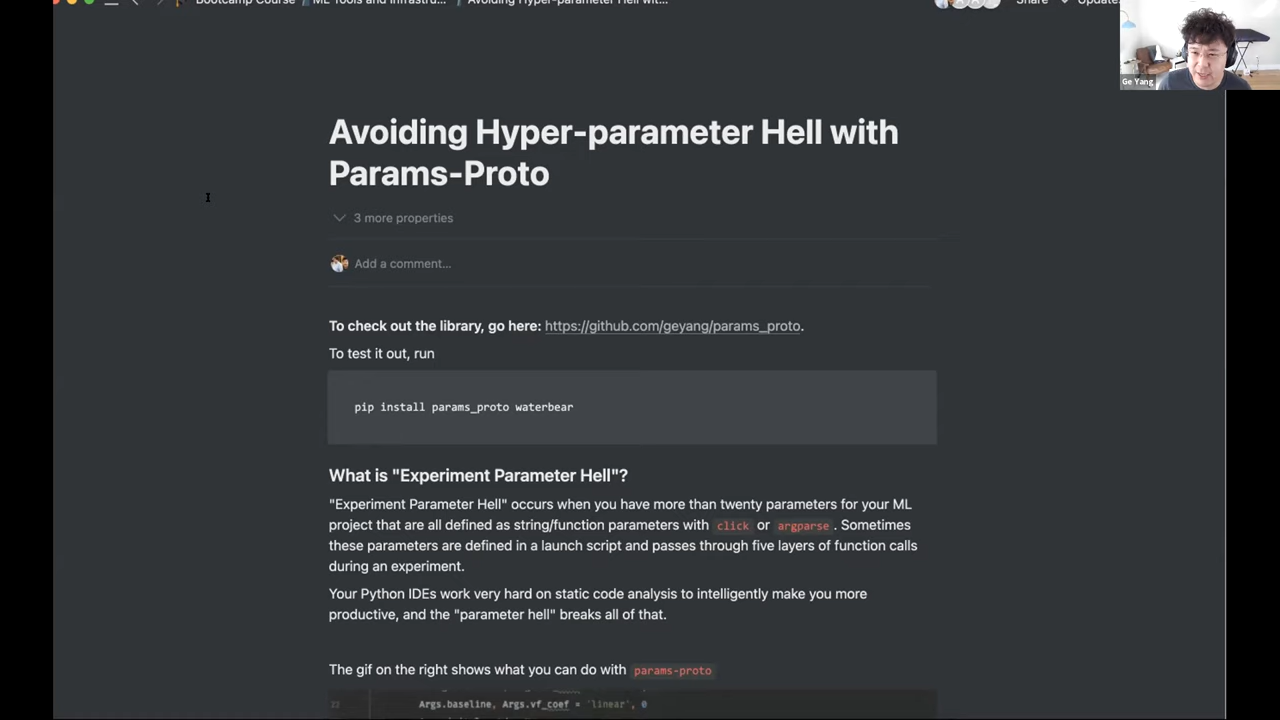 Bootcamp Course
ML Tools and Infrastru...
Avoiding Hyper-parameter Hell wit...
Share
Update
Ge Yang
Avoiding Hyper-parameter Hell with
Params-Proto
3 more properties
Add a comment...
To check out the library, go here: https://github.com/geyang/params_proto.
To test it out, run
pip install params_proto waterbear
What is "Experiment Parameter Hell"?
"Experiment Parameter Hell" occurs when you have more than twenty parameters for your ML
project that are all defined as string/function parameters with click or argparse. Sometimes
these parameters are defined in a launch script and passes through five layers of function calls
during an experiment.
Your Python IDEs work very hard on static code analysis to intelligently make you more
productive, and the "parameter hell" breaks all of that.
The gif on the right shows what you can do with params-proto
33 Args.baseline, Args.vf_coef = 'linear', 0